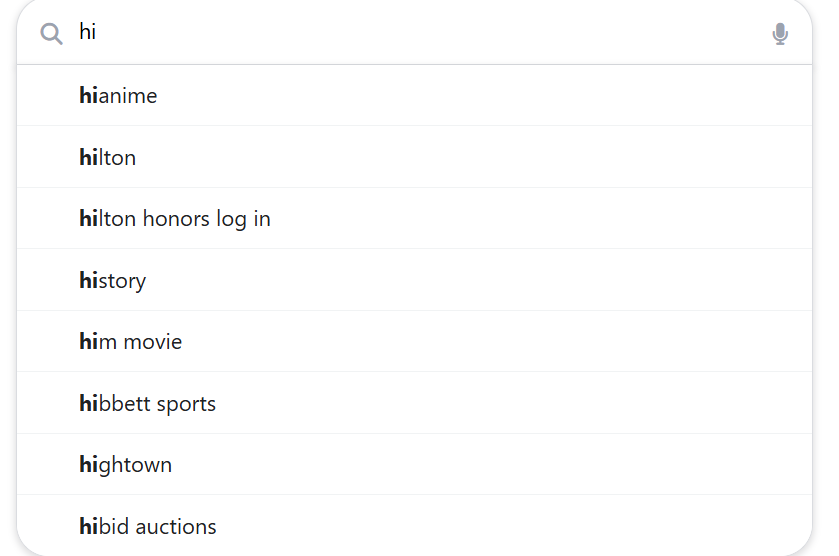 hi
hianime
hilton
hilton honors log in
history
him movie
hibbett sports
hightown
hibid auctions